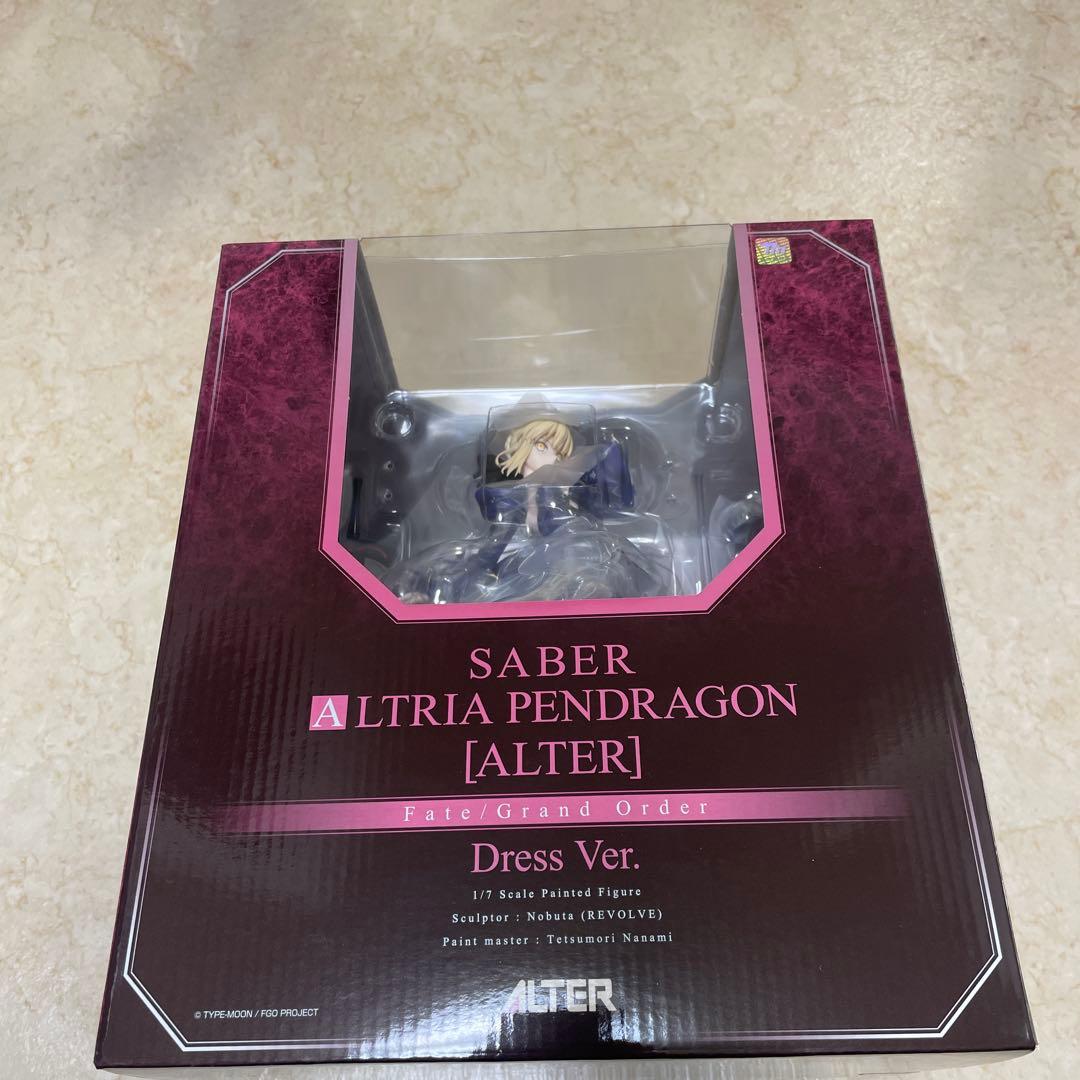 SABER
ALTRIA PENDRAGON
[ALTER]
Fate/Grand Order
Dress Ver.
1/7 Scale Painted Figure
Sculptor : Nobuta (REVOLVE)
Paint master : Tetsumori Nanami
ALTER
© TYPE-MOON / FGO PROJECT